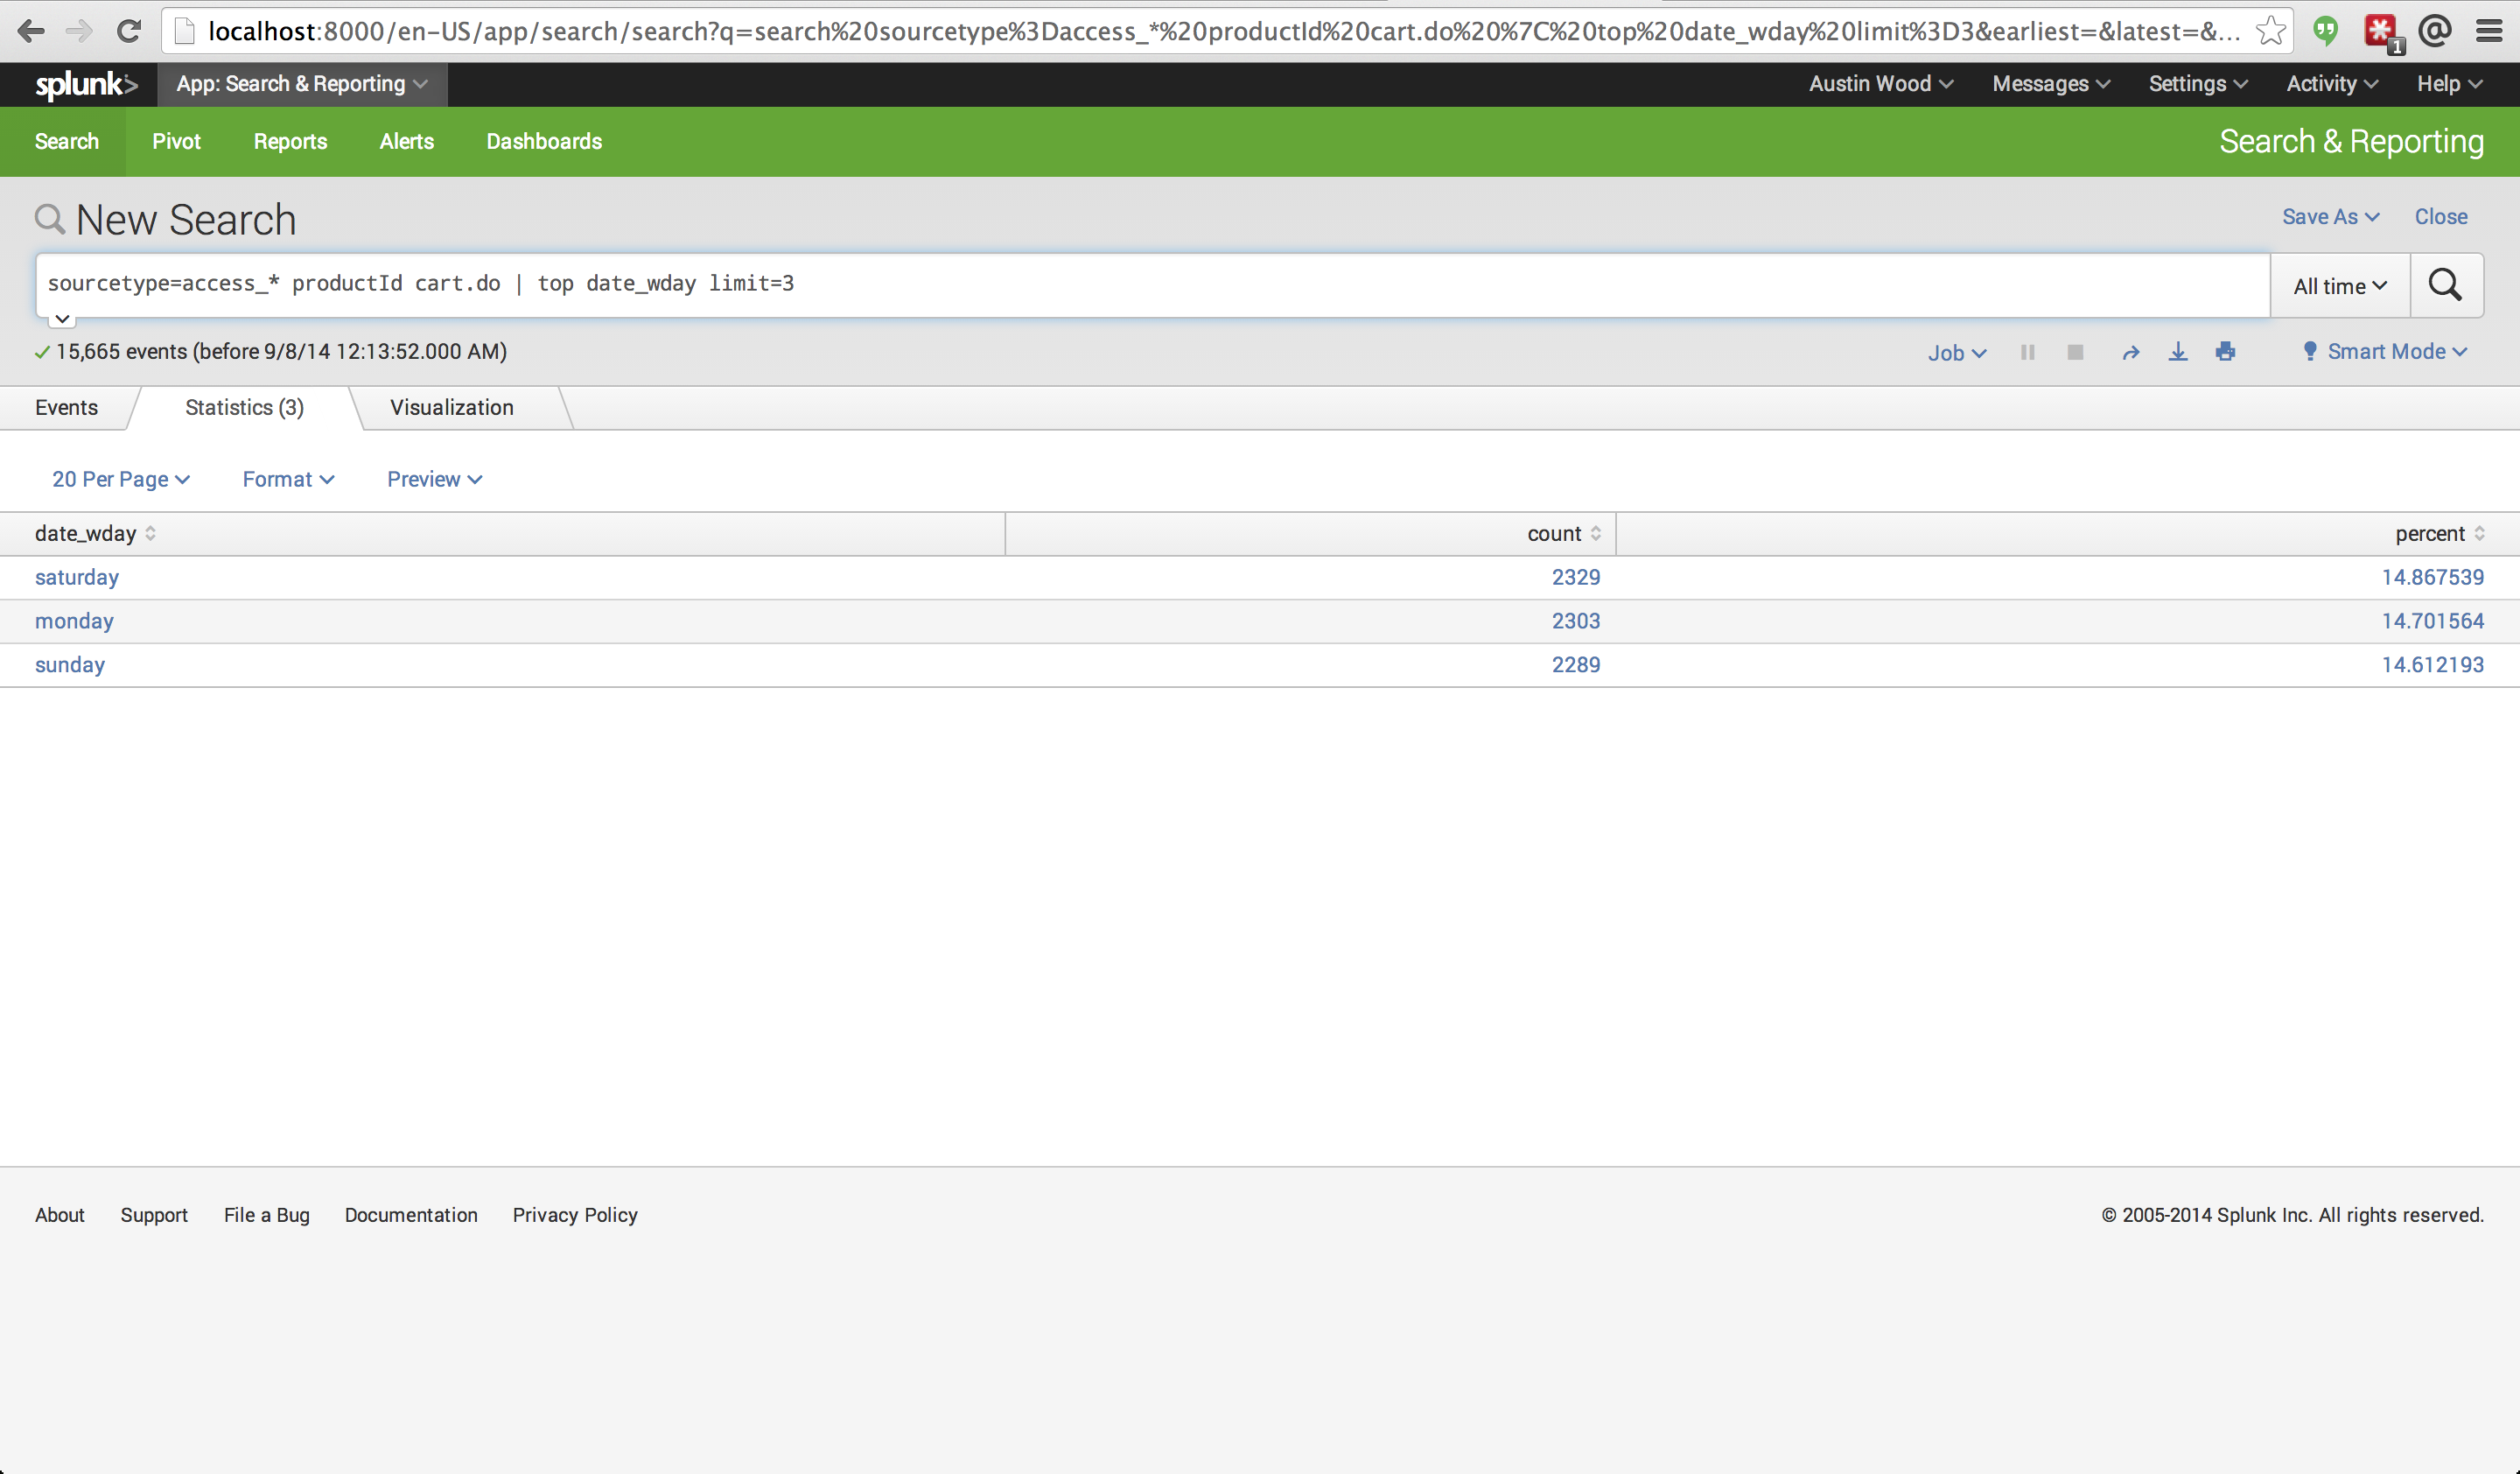 localhost:8000/en-US/app/search/search?q=search%20sourcetype%3Daccess_*%20productId%20cart.do%20%7C%20top%20date_wday%20limit%3D3&earliest=&latest=&...
1
splunk> App: Search & Reporting Austin Wood Messages Settings Activity Help
Search Pivot Reports Alerts Dashboards Search & Reporting
New Search Save As Close
sourcetype=access_* productId cart.do | top date_wday limit=3 All time
15,665 events (before 9/8/14 12:13:52.000 AM) Job Smart Mode
Events Statistics (3) Visualization
20 Per Page Format Preview
date_wday count percent
saturday 2329 14.867539
monday 2303 14.701564
sunday 2289 14.612193
About Support File a Bug Documentation Privacy Policy © 2005-2014 Splunk Inc. All rights reserved.